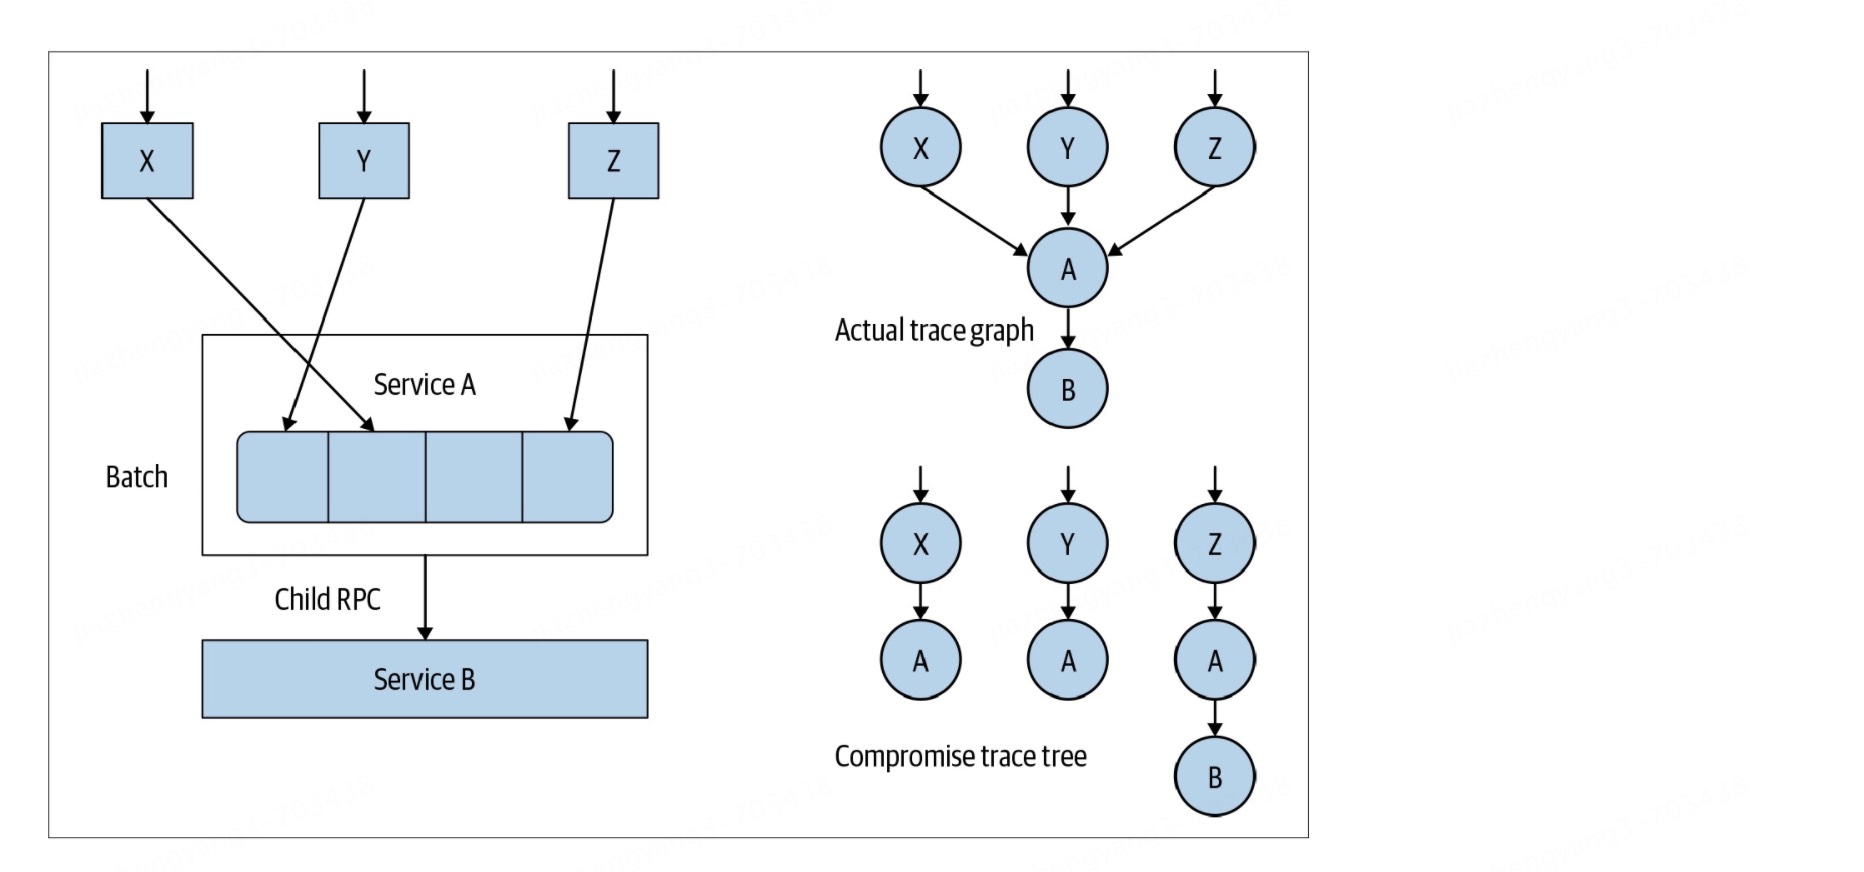 X
Y
Z
Service A
Batch
Child RPC
Service B
X
Y
Z
A
Actual trace graph
B
X
Y
Z
A
A
A
Compromise trace tree
B